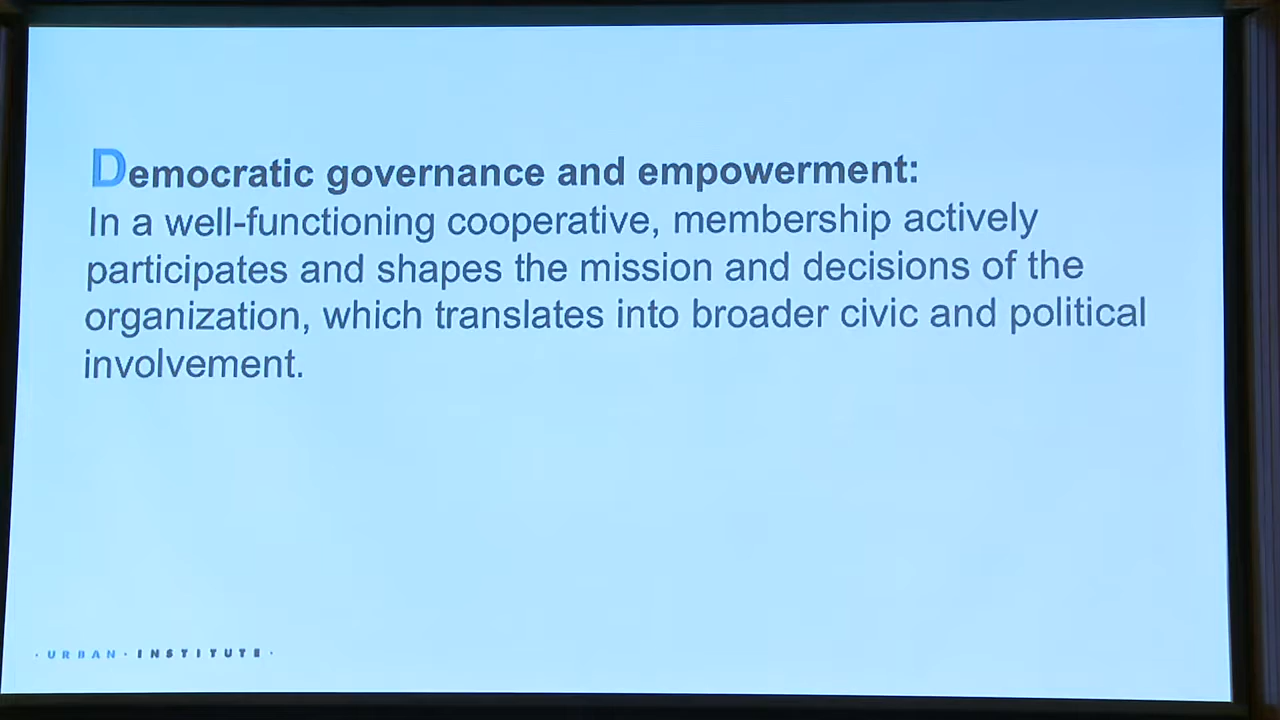 Democratic governance and empowerment:
In a well-functioning cooperative, membership actively
participates and shapes the mission and decisions of the
organization, which translates into broader civic and political
involvement.
· URBAN · INSTITUTE ·